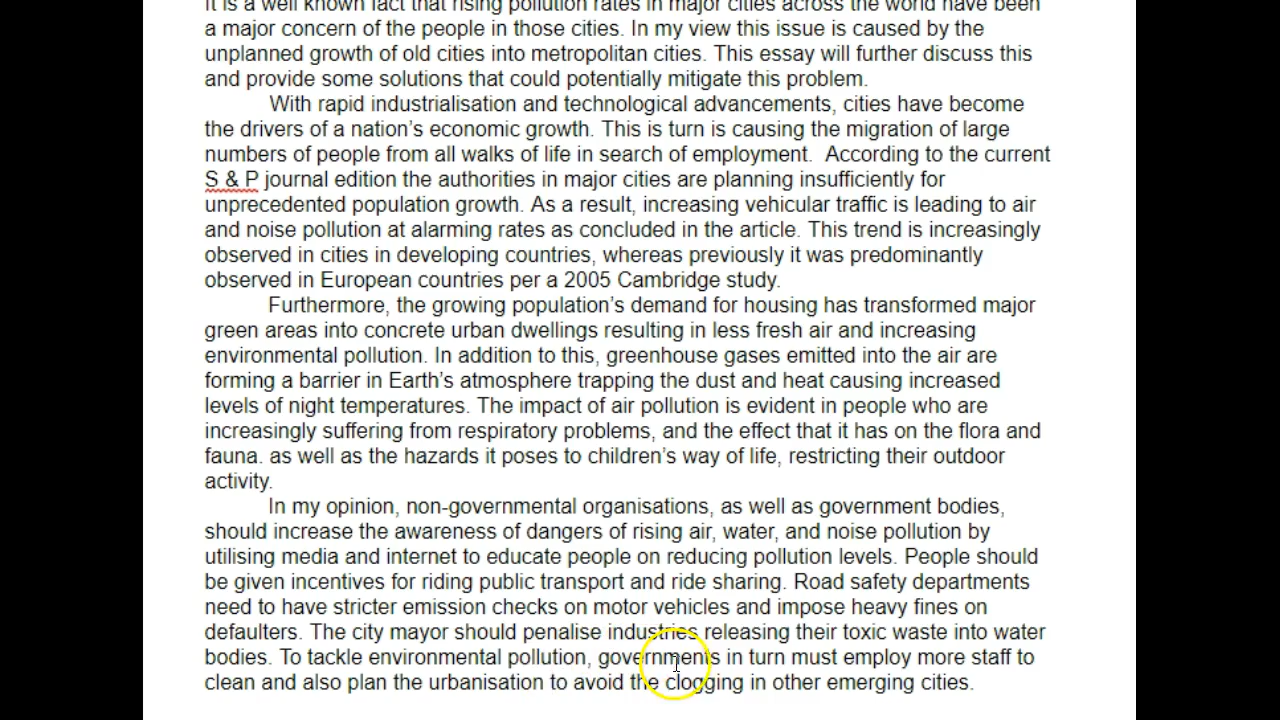 It is a well known fact that rising pollution rates in major cities across the world have been
a major concern of the people in those cities. In my view this issue is caused by the
unplanned growth of old cities into metropolitan cities. This essay will further discuss this
and provide some solutions that could potentially mitigate this problem.
With rapid industrialisation and technological advancements, cities have become
the drivers of a nation’s economic growth. This is turn is causing the migration of large
numbers of people from all walks of life in search of employment.  According to the current
S & P journal edition the authorities in major cities are planning insufficiently for
unprecedented population growth. As a result, increasing vehicular traffic is leading to air
and noise pollution at alarming rates as concluded in the article. This trend is increasingly
observed in cities in developing countries, whereas previously it was predominantly
observed in European countries per a 2005 Cambridge study.
Furthermore, the growing population’s demand for housing has transformed major
green areas into concrete urban dwellings resulting in less fresh air and increasing
environmental pollution. In addition to this, greenhouse gases emitted into the air are
forming a barrier in Earth’s atmosphere trapping the dust and heat causing increased
levels of night temperatures. The impact of air pollution is evident in people who are
increasingly suffering from respiratory problems, and the effect that it has on the flora and
fauna. as well as the hazards it poses to children’s way of life, restricting their outdoor
activity.
In my opinion, non-governmental organisations, as well as government bodies,
should increase the awareness of dangers of rising air, water, and noise pollution by
utilising media and internet to educate people on reducing pollution levels. People should
be given incentives for riding public transport and ride sharing. Road safety departments
need to have stricter emission checks on motor vehicles and impose heavy fines on
defaulters. The city mayor should penalise industries releasing their toxic waste into water
bodies. To tackle environmental pollution, governments in turn must employ more staff to
clean and also plan the urbanisation to avoid the clogging in other emerging cities.